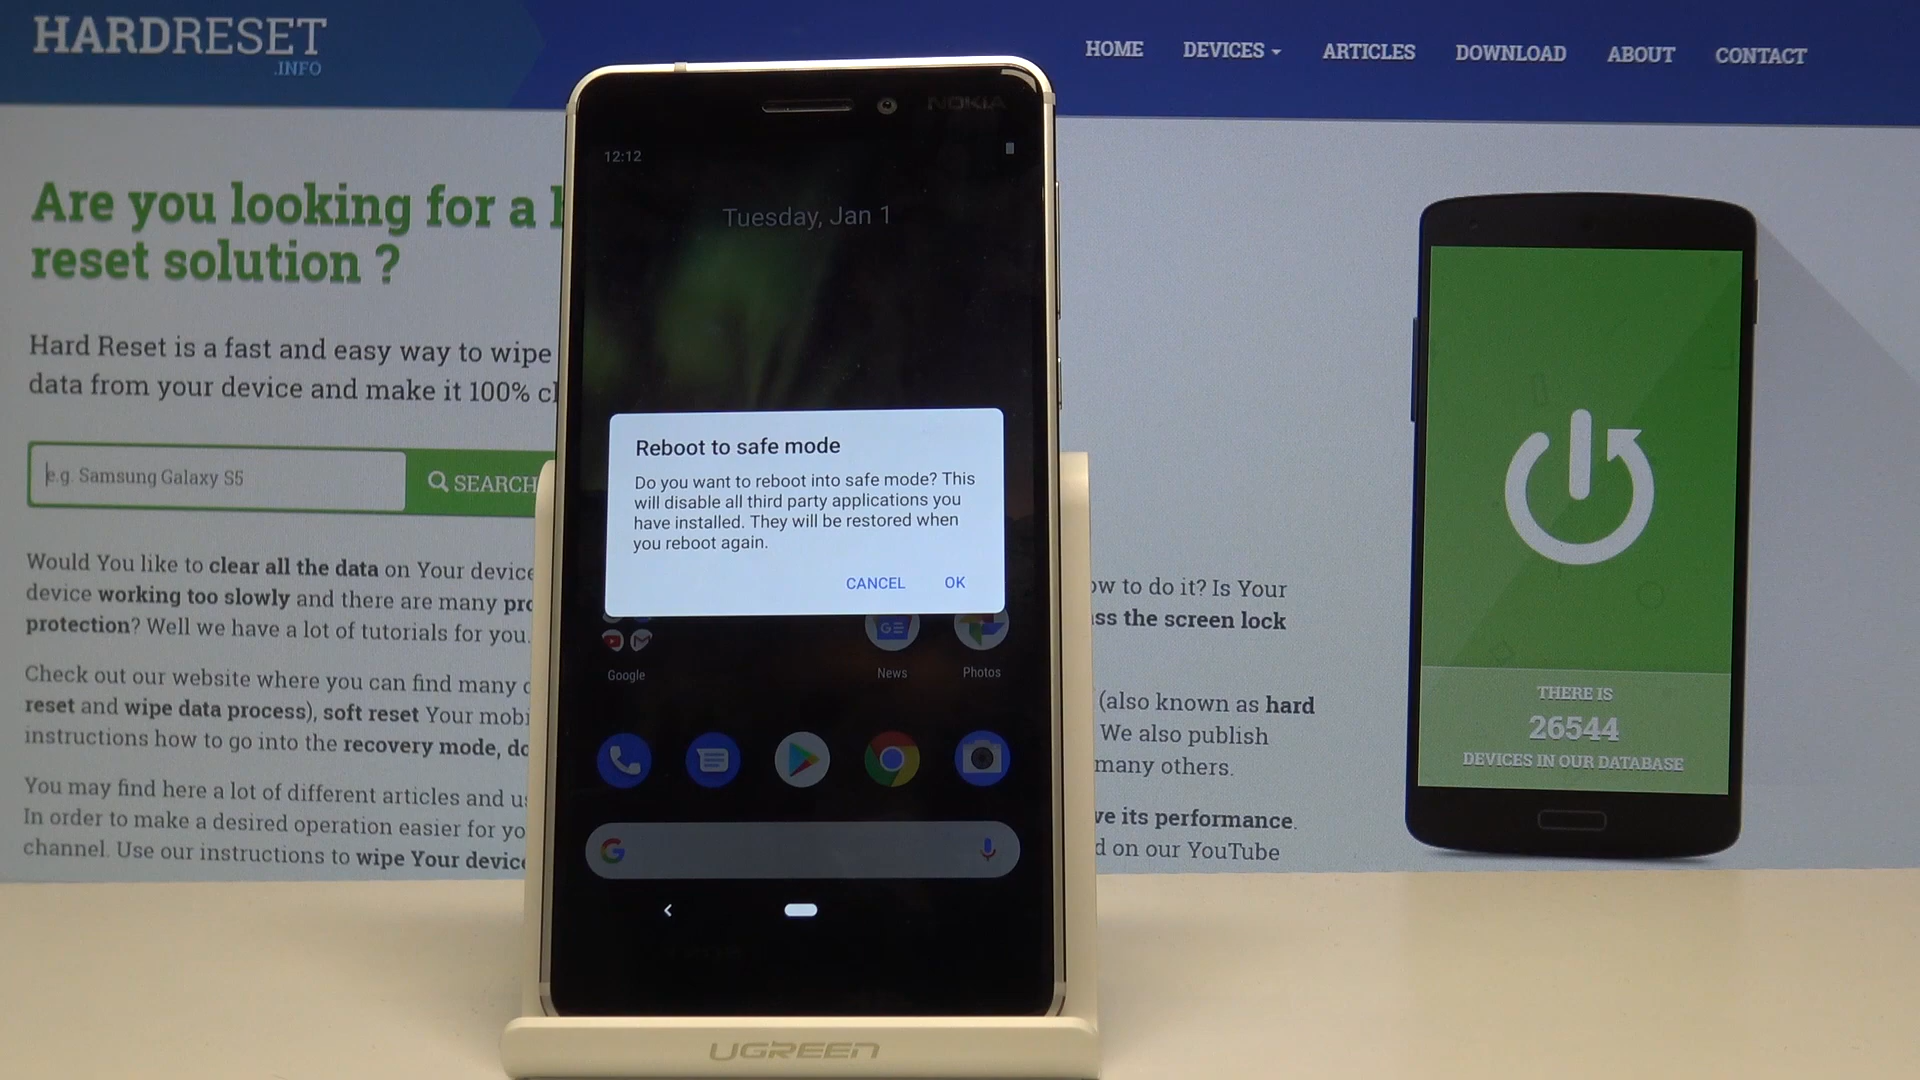 HARDRESET
.INFO
HOME DEVICES ARTICLES DOWNLOAD ABOUT CONTACT
Are you looking for a
reset solution ?
Hard Reset is a fast and easy way to wipe
data from your device and make it 100%
e.g. Samsung Galaxy S5
SEARCH
Would You like to clear all the data on Your device
device working too slowly and there are many
protection? Well we have a lot of tutorials for you.
Check out our website where you can find many
reset and wipe data process), soft reset Your
instructions how to go into the recovery mode,
You may find here a lot of different articles and
In order to make a desired operation easier for
channel. Use our instructions to wipe Your device
NOKIA
12:12
Tuesday, Jan 1
Reboot to safe mode
Do you want to reboot into safe mode? This
will disable all third party applications you
have installed. They will be restored when
you reboot again.
CANCEL OK
Google
News
Photos
UGREEN
to do it? Is Your
the screen lock
(also known as hard
We also publish
many others.
its performance.
on our YouTube
THERE IS
26544
DEVICES IN OUR DATABASE